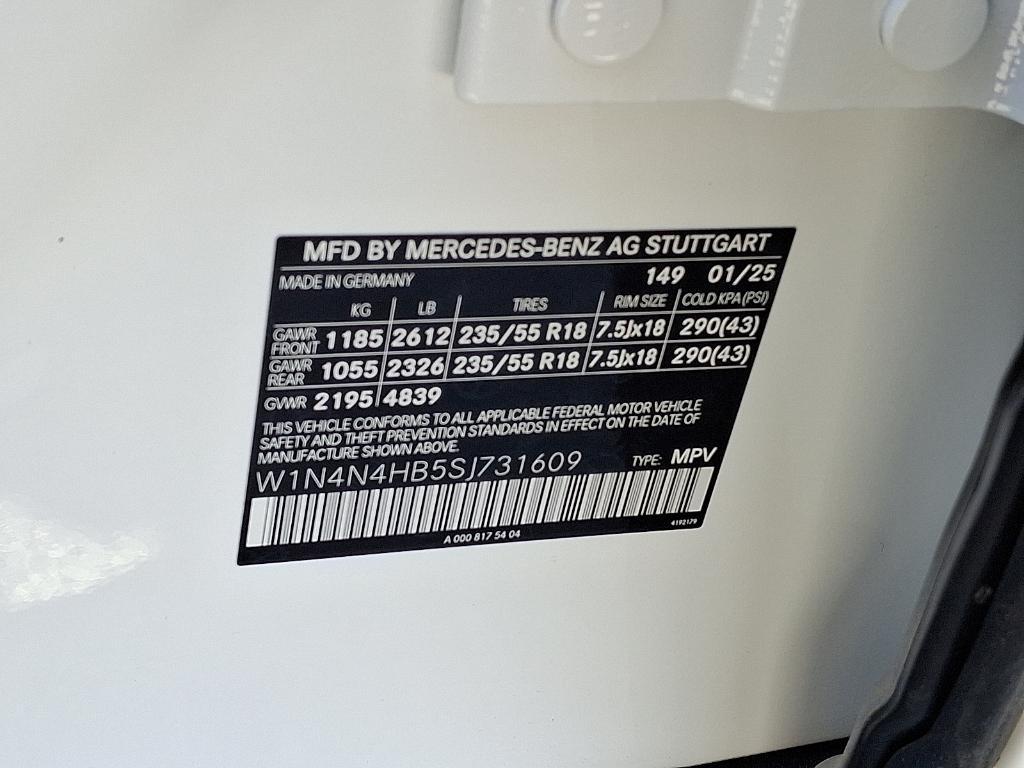 MFD BY MERCEDES-BENZ AG STUTTGART
MADE IN GERMANY 149 01/25
KG LB TIRES RIM SIZE COLD KPA (PSI)
GAWR FRONT 1185 2612 235/55 R18 7.5Jx18 290(43)
GAWR REAR 1055 2326 235/55 R18 7.5Jx18 290(43)
GVWR 2195 4839
THIS VEHICLE CONFORMS TO ALL APPLICABLE FEDERAL MOTOR VEHICLE
SAFETY AND THEFT PREVENTION STANDARDS IN EFFECT ON THE DATE OF
MANUFACTURE SHOWN ABOVE.
W1N4N4HB5SJ731609 TYPE: MPV
4192179
A 000 817 54 04